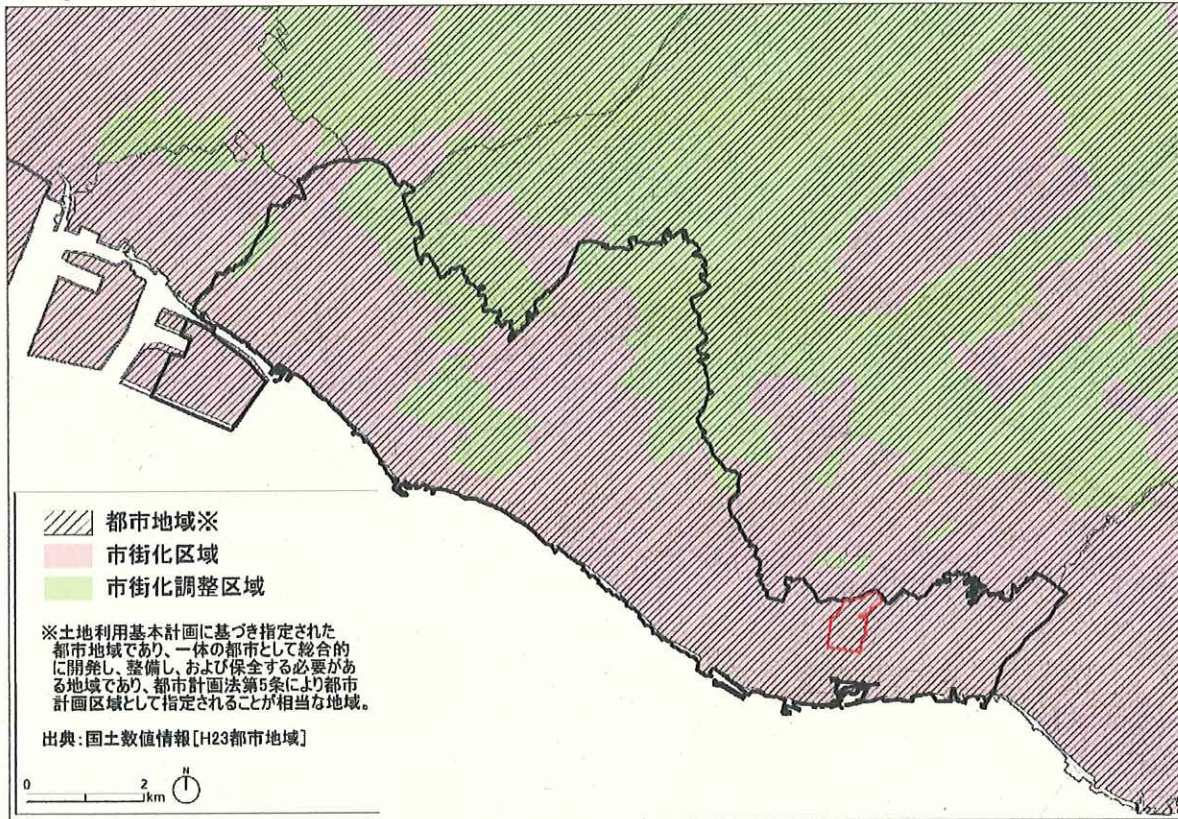 都市地域※
市街化区域
市街化調整区域
※土地利用基本計画に基づき指定された
都市地域であり、一体の都市として総合的
に開発し、整備し、および保全する必要があ
る地域であり、都市計画法第5条により都市
計画区域として指定されることが相当な地域。
出典:国土数値情報[H23都市地域]
N
0 2
km